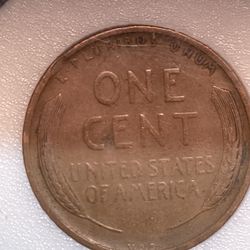 E PLURIBUS UNUM
ONE
CENT
UNITED STATES
OF AMERICA